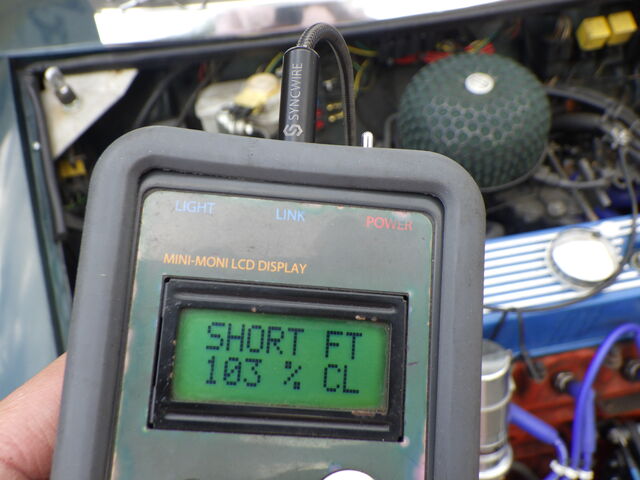 SYNCWIRE
LIGHT LINK POWER
MINI-MONI LCD DISPLAY
SHORT FT
103 % CL